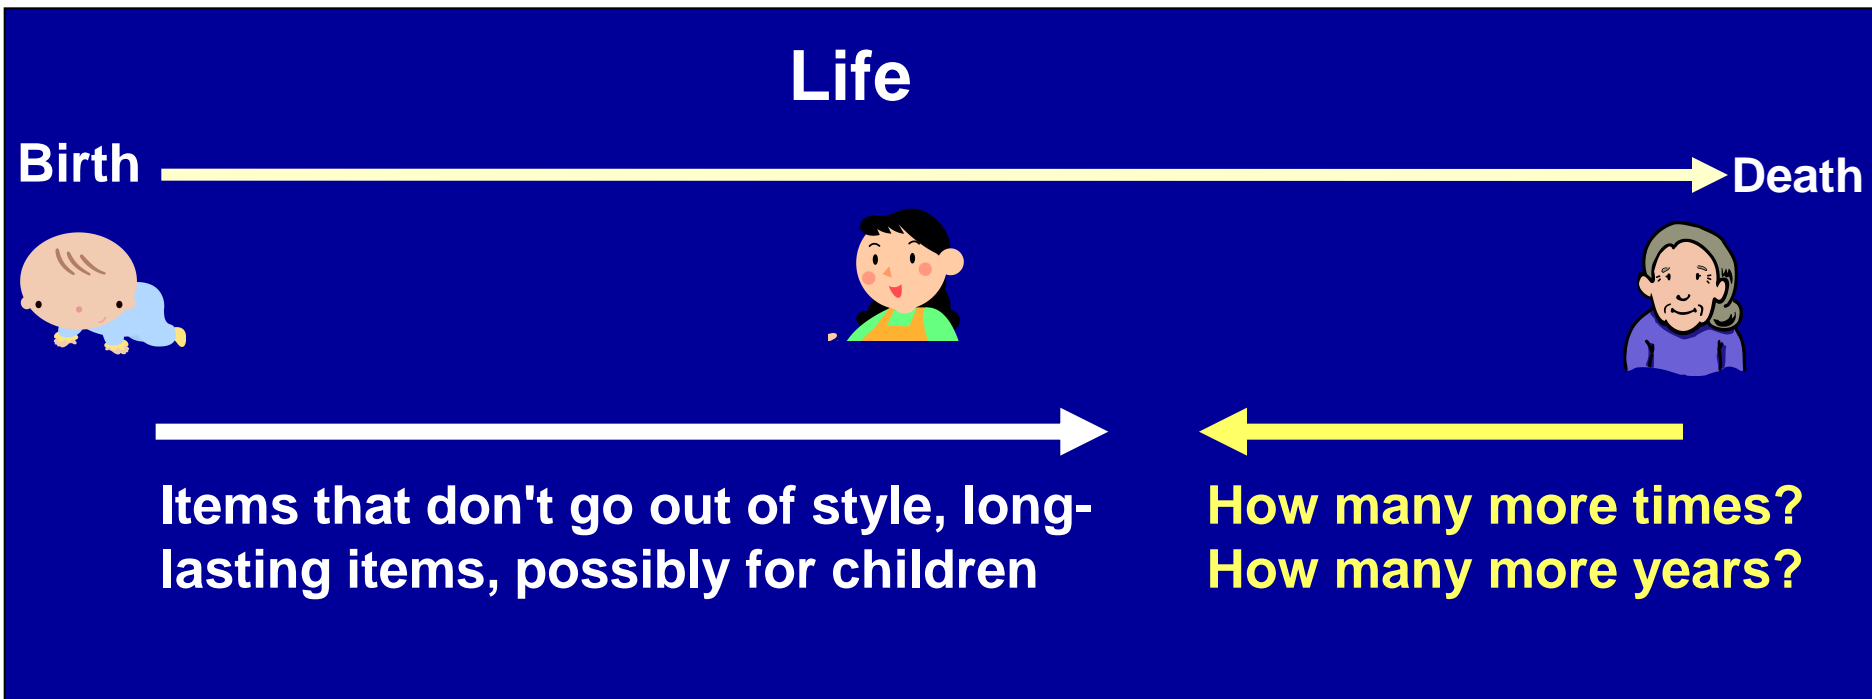 Life
Birth
Death
Items that don't go out of style, long-
lasting items, possibly for children
How many more times?
How many more years?